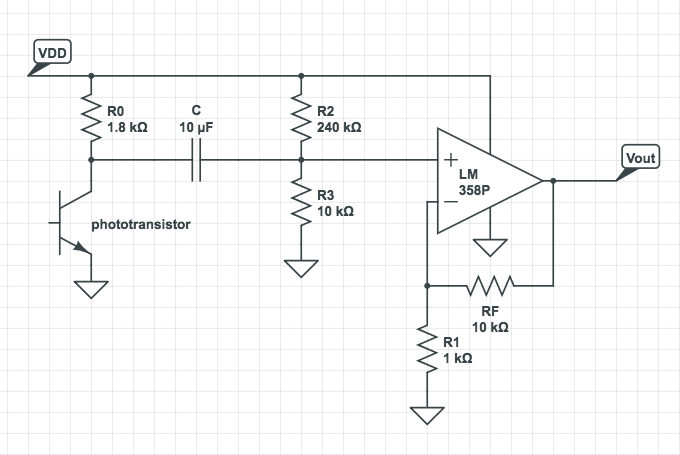 VDD
R0
1.8 kΩ
C
10 μF
R2
240 kΩ
R3
10 kΩ
phototransistor
+
LM
358P
−
Vout
RF
10 kΩ
R1
1 kΩ